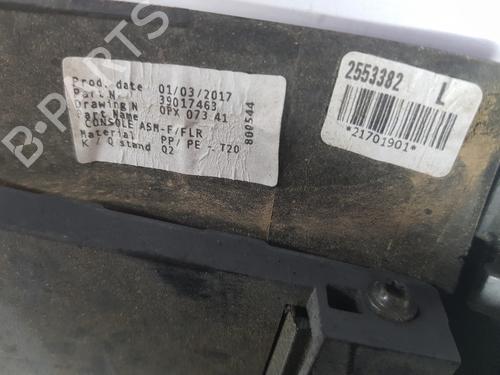 Prod. date 01/03/2017
Part N. 39017463
Drawing N OPX 073 41
Part Name
CONSOLE ASM-F/FLR
Material PP/ PE - T20
K / Q stand Q2
800544
2553382 L
*21701901*
B-PARTS